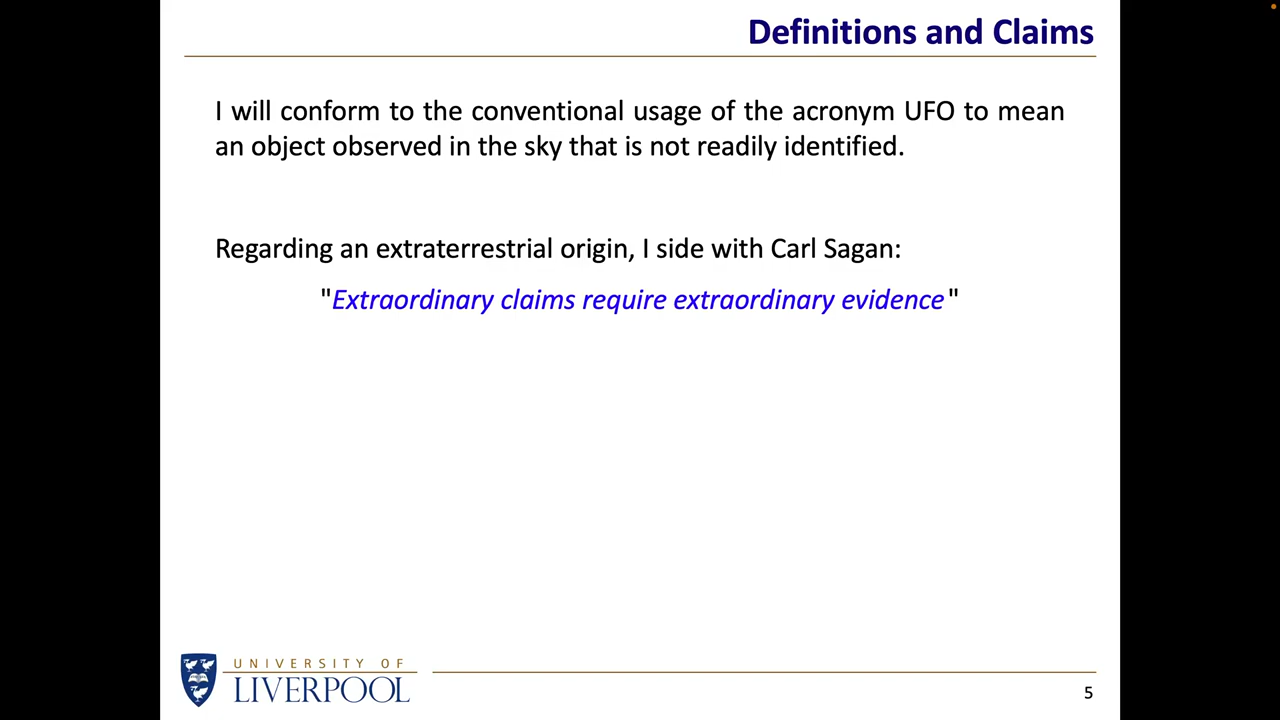 Definitions and Claims
I will conform to the conventional usage of the acronym UFO to mean
an object observed in the sky that is not readily identified.
Regarding an extraterrestrial origin, I side with Carl Sagan:
"Extraordinary claims require extraordinary evidence"
UNIVERSITY OF
LIVERPOOL
5